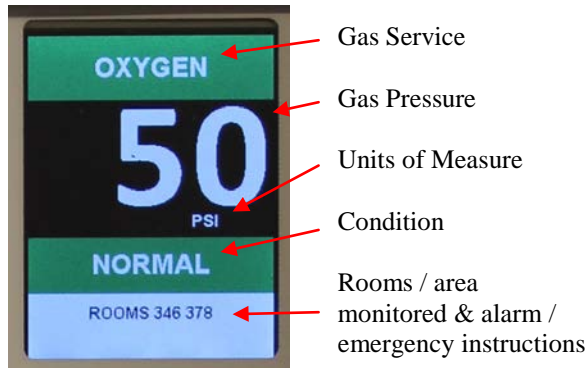 OXYGEN
Gas Service
50
Gas Pressure
PSI
Units of Measure
NORMAL
Condition
ROOMS 346 378
Rooms / area
monitored & alarm /
emergency instructions